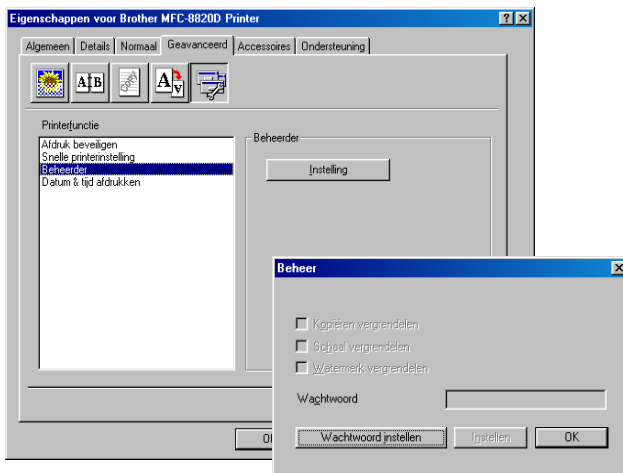 Eigenschappen voor Brother MFC-8820D Printer
Algemeen Details Normaal Geavanceerd Accessoires Ondersteuning
A B
A A
Printerfunctie
Afdruk beveiligen
Snelle printerinstelling
Beheerder
Datum & tijd afdrukken
Beheerder
Instelling
Beheer
Kopiëren vergrendelen
Schaal vergrendelen
Watermerk vergrendelen
Wachtwoord
Wachtwoord instellen Instellen OK